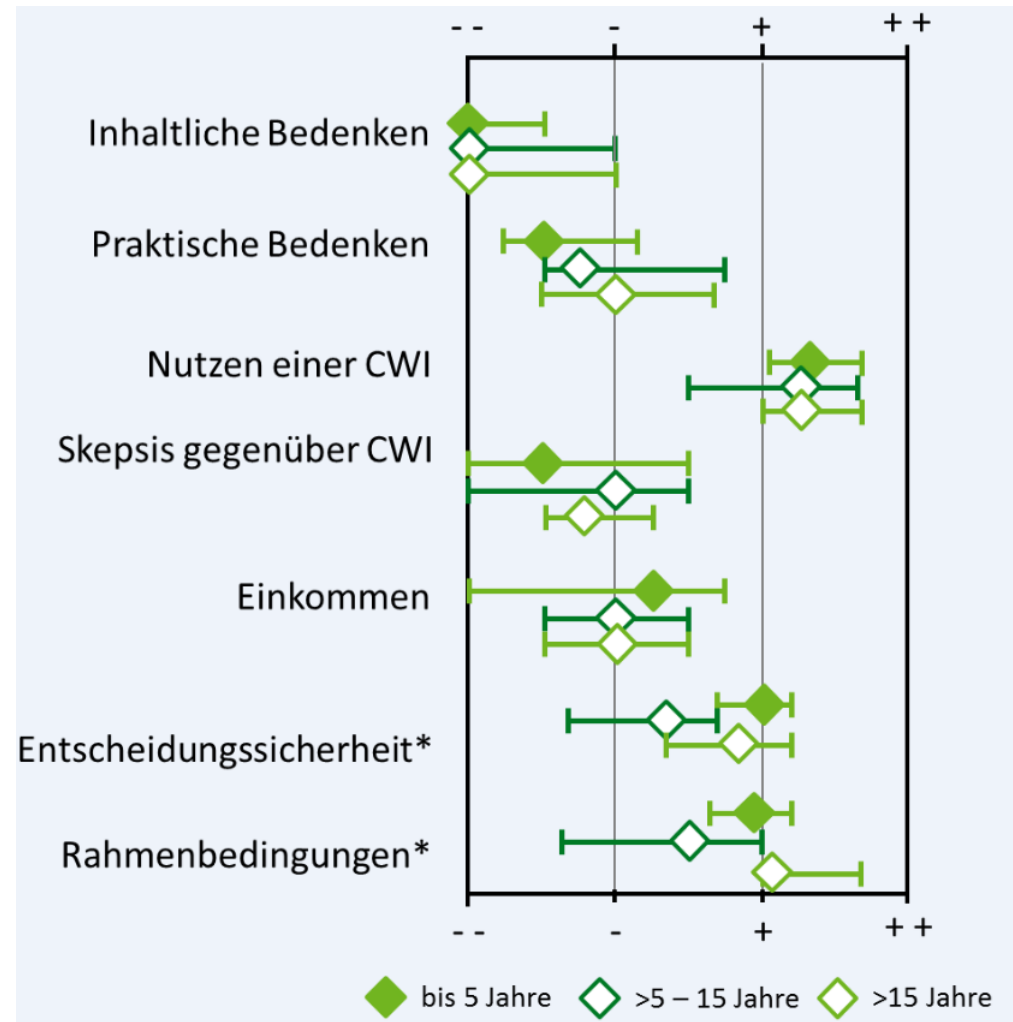 -- - + ++
Inhaltliche Bedenken
Praktische Bedenken
Nutzen einer CWI
Skepsis gegenüber CWI
Einkommen
Entscheidungssicherheit*
Rahmenbedingungen*
-- - + ++
bis 5 Jahre >5 – 15 Jahre >15 Jahre